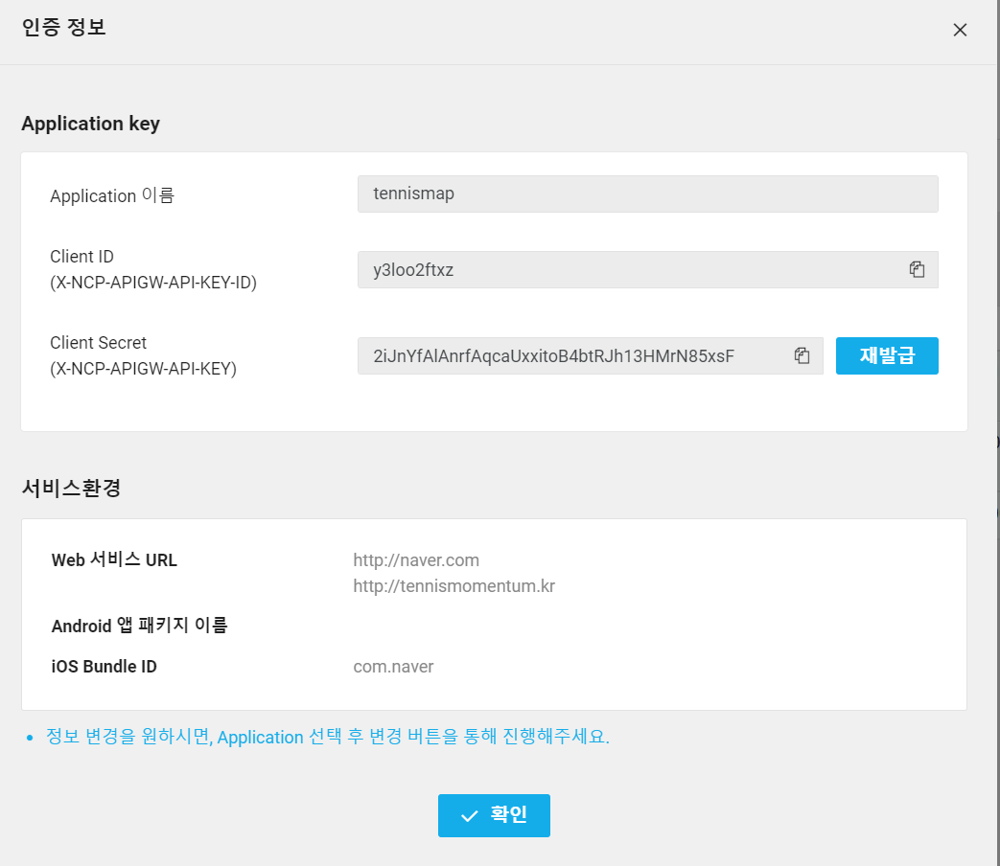 인증 정보
Application key
Application 이름
tennismap
Client ID
(X-NCP-APIGW-API-KEY-ID)
y3loo2ftxz
Client Secret
(X-NCP-APIGW-API-KEY)
2iJnYfAlAnrfAqcaUxxitoB4btRJh13HMrN85xsF
재발급
서비스환경
Web 서비스 URL
http://naver.com
http://tennismomentum.kr
Android 앱 패키지 이름
iOS Bundle ID
com.naver
정보 변경을 원하시면, Application 선택 후 변경 버튼을 통해 진행해주세요.
확인